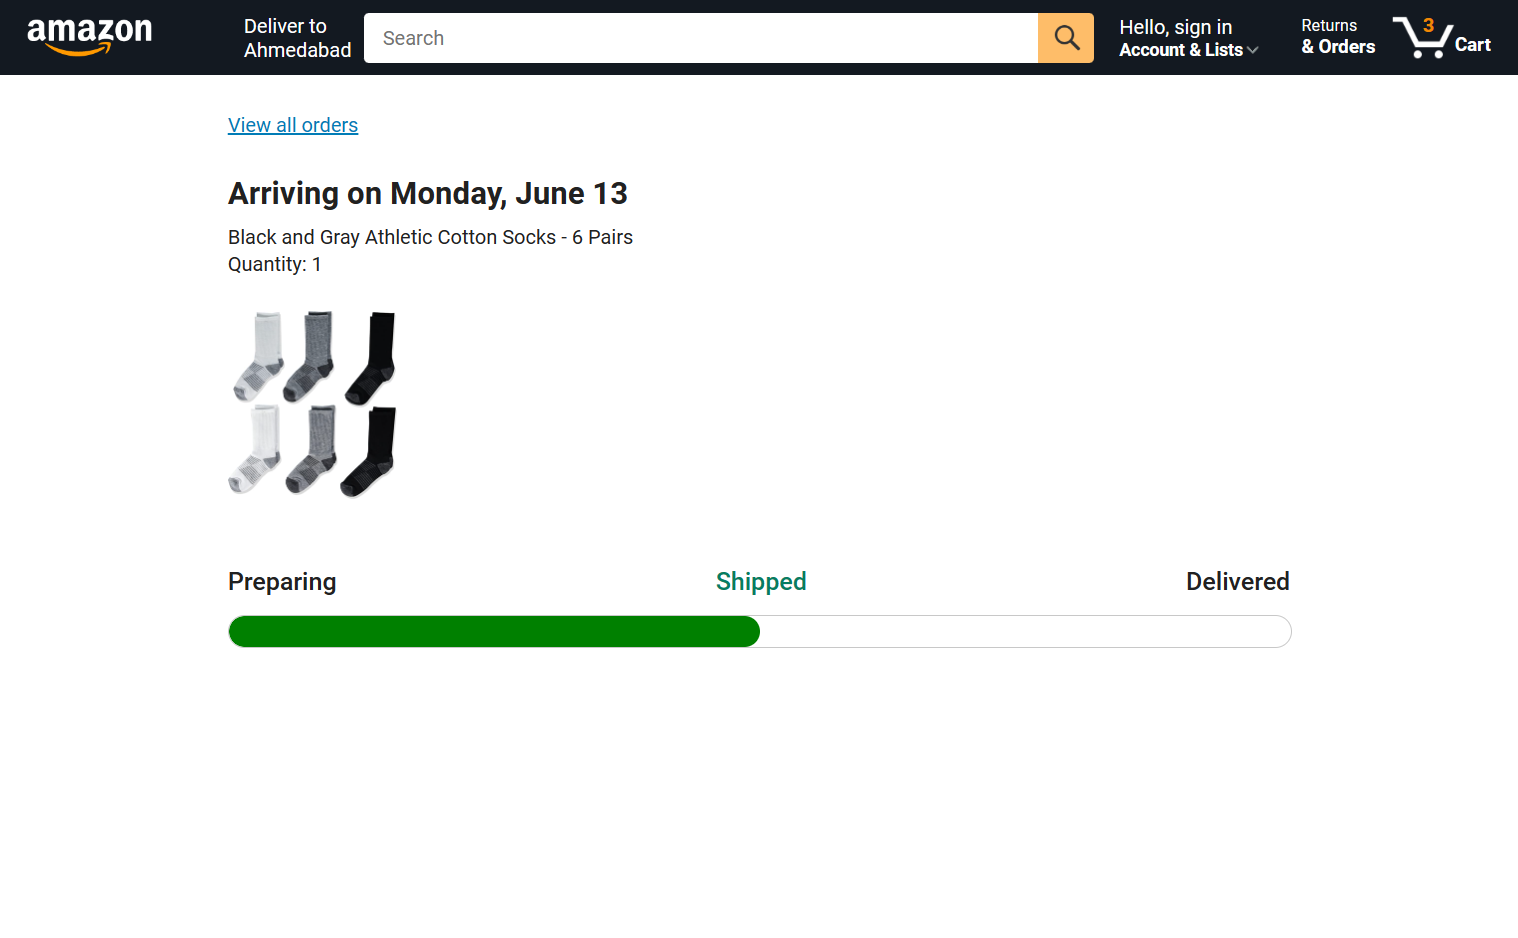 amazon
Deliver to
Ahmedabad
Search
Hello, sign in
Account & Lists
Returns
& Orders
3
Cart
View all orders
Arriving on Monday, June 13
Black and Gray Athletic Cotton Socks - 6 Pairs
Quantity: 1
Preparing
Shipped
Delivered